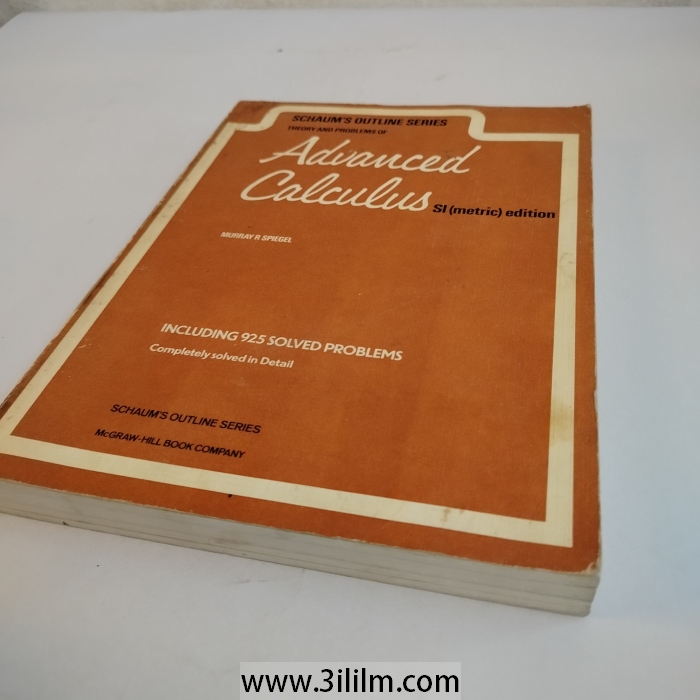 SCHAUM'S OUTLINE SERIES
THEORY AND PROBLEMS OF
Advanced
Calculus SI (metric) edition
MURRAY R SPIEGEL
INCLUDING 925 SOLVED PROBLEMS
Completely solved in Detail
SCHAUM'S OUTLINE SERIES
McGRAW-HILL BOOK COMPANY
www.3ililm.com